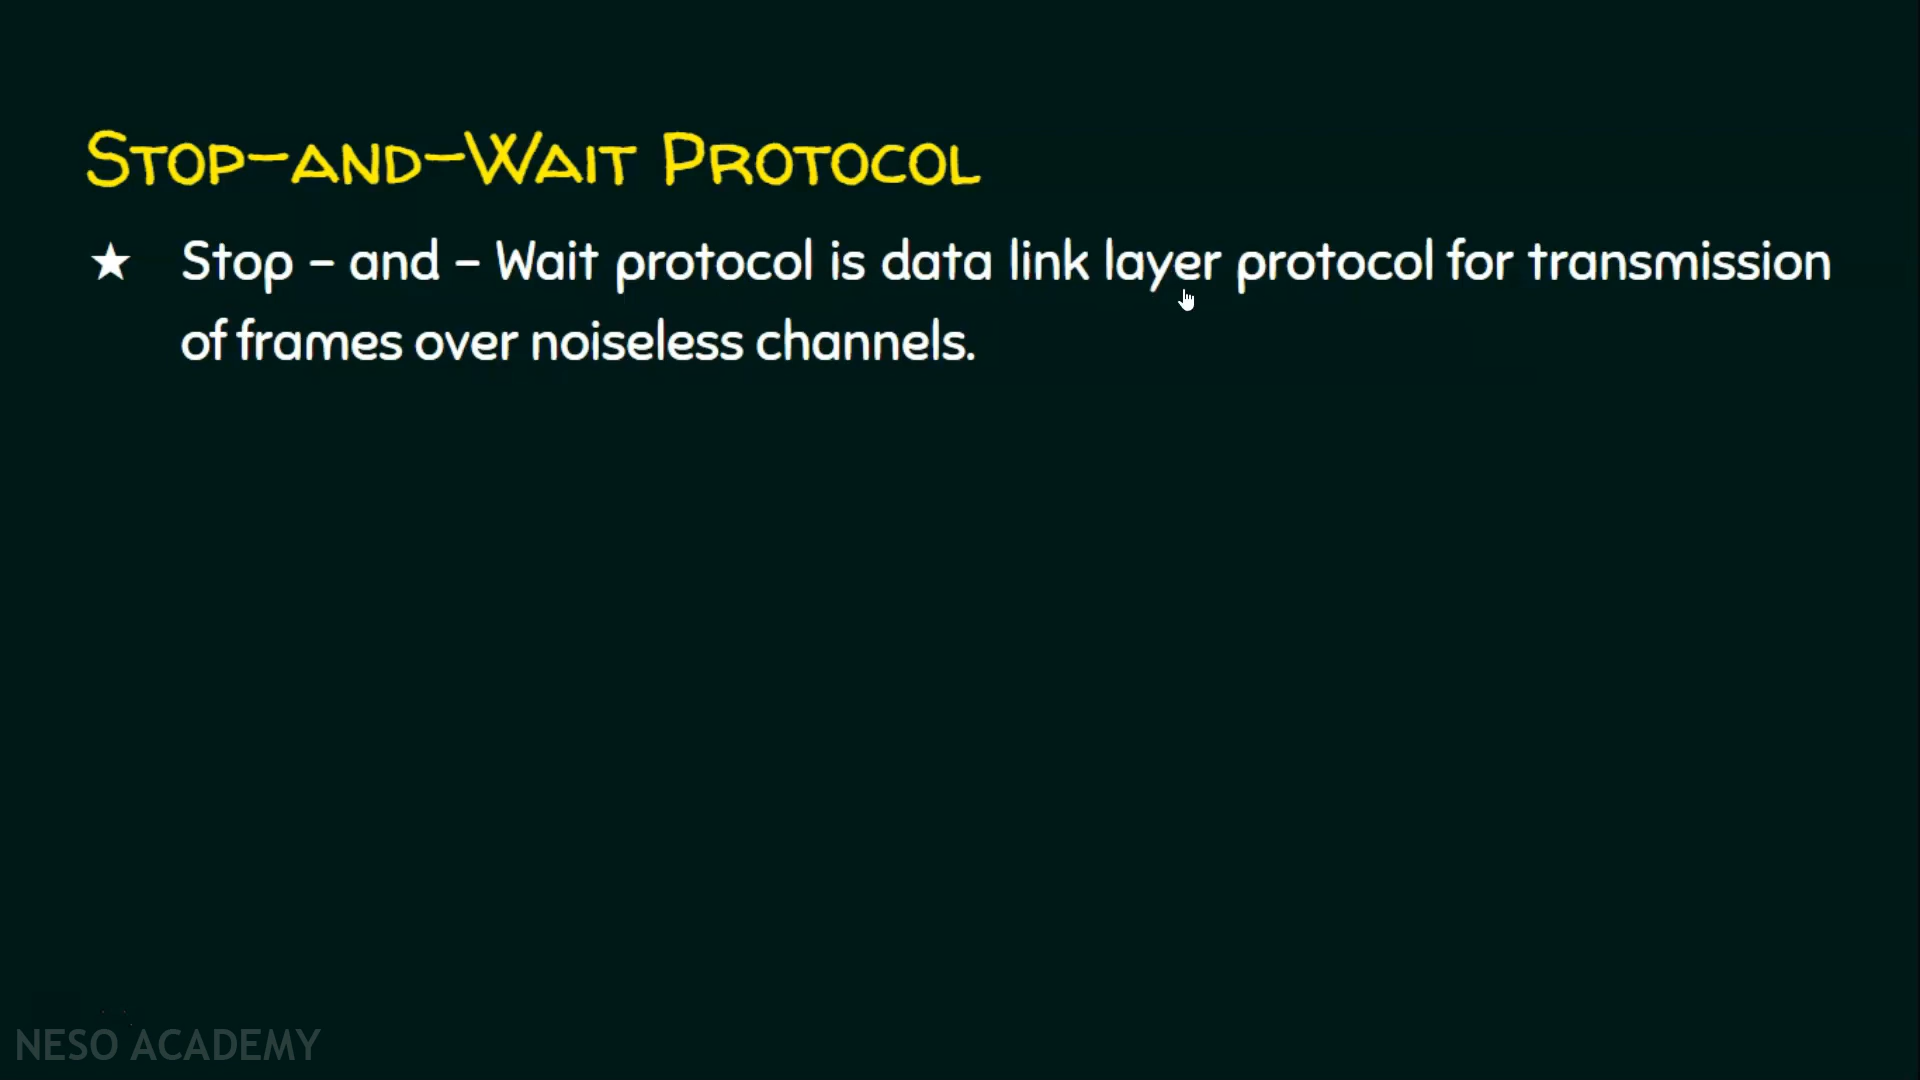 Stop-and-Wait Protocol
★ Stop - and - Wait protocol is data link layer protocol for transmission
of frames over noiseless channels.
NESO ACADEMY